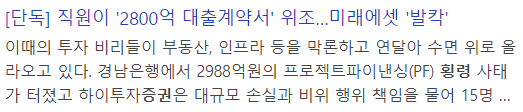 [단독] 직원이 '2800억 대출계약서' 위조…미래에셋 '발칵'
이때의 투자 비리들이 부동산, 인프라 등을 막론하고 연달아 수면 위로 올
라오고 있다. 경남은행에서 2988억원의 프로젝트파이낸싱(PF) 횡령 사태
가 터졌고 하이투자증권은 대규모 손실과 비위 행위 책임을 물어 15명 ...